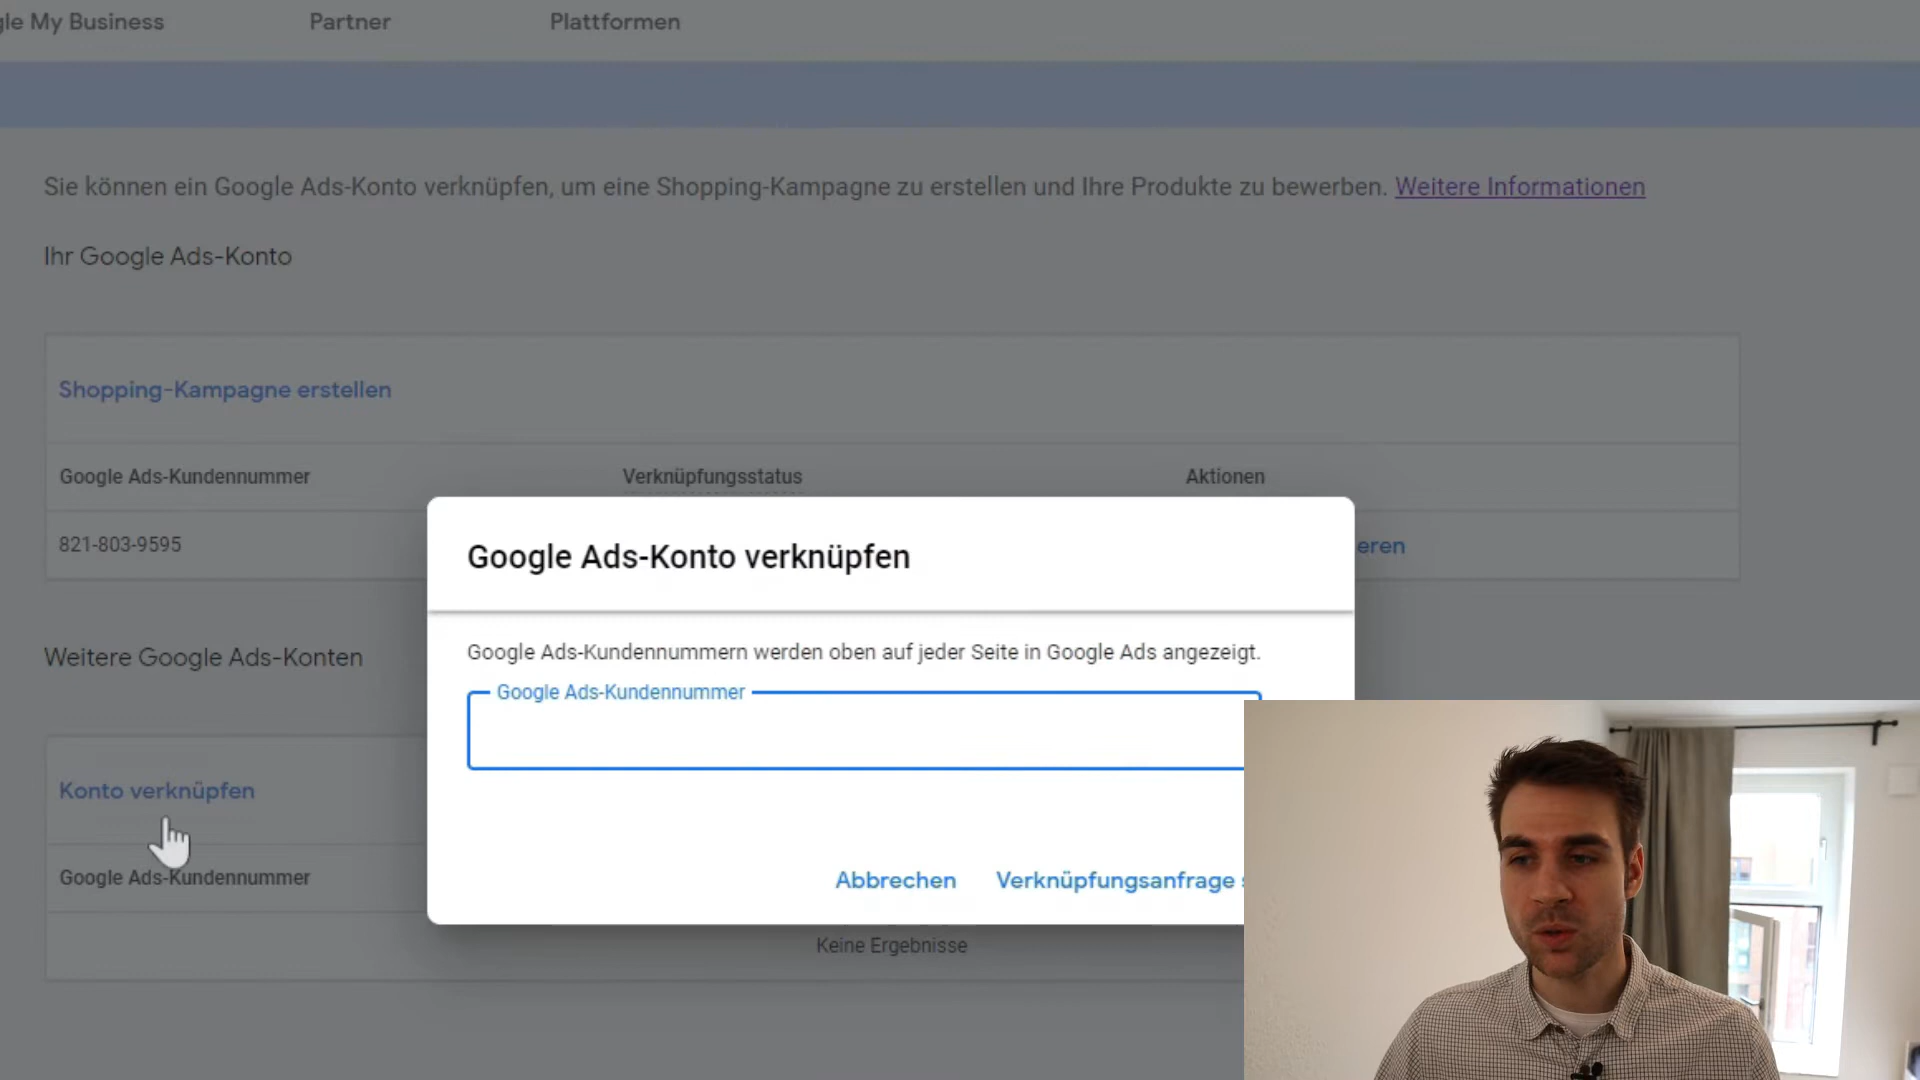 gle My Business Partner Plattformen
Sie können ein Google Ads-Konto verknüpfen, um eine Shopping-Kampagne zu erstellen und Ihre Produkte zu bewerben. Weitere Informationen
Ihr Google Ads-Konto
Shopping-Kampagne erstellen
Google Ads-Kundennummer Verknüpfungsstatus Aktionen
821-803-9595 eren
Google Ads-Konto verknüpfen
Google Ads-Kundennummern werden oben auf jeder Seite in Google Ads angezeigt.
Google Ads-Kundennummer
Abbrechen Verknüpfungsanfrage
Weitere Google Ads-Konten
Konto verknüpfen
Google Ads-Kundennummer
Keine Ergebnisse